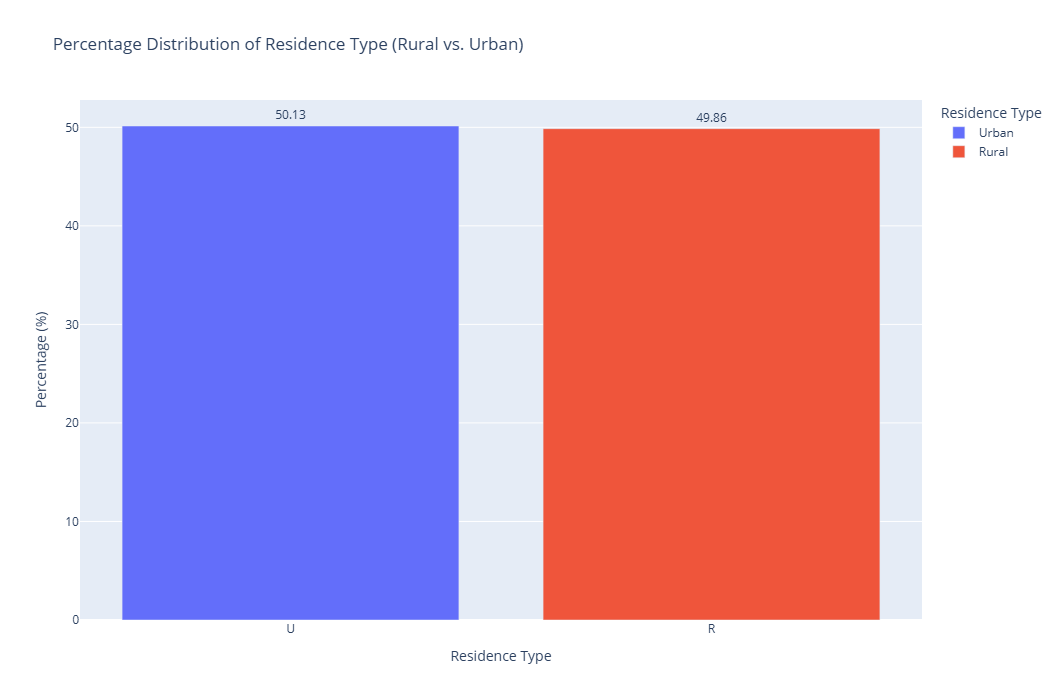 Percentage Distribution of Residence Type (Rural vs. Urban)
Residence Type
Urban
Rural
50.13
49.86
Percentage (%)
50
40
30
20
10
0
U
R
Residence Type